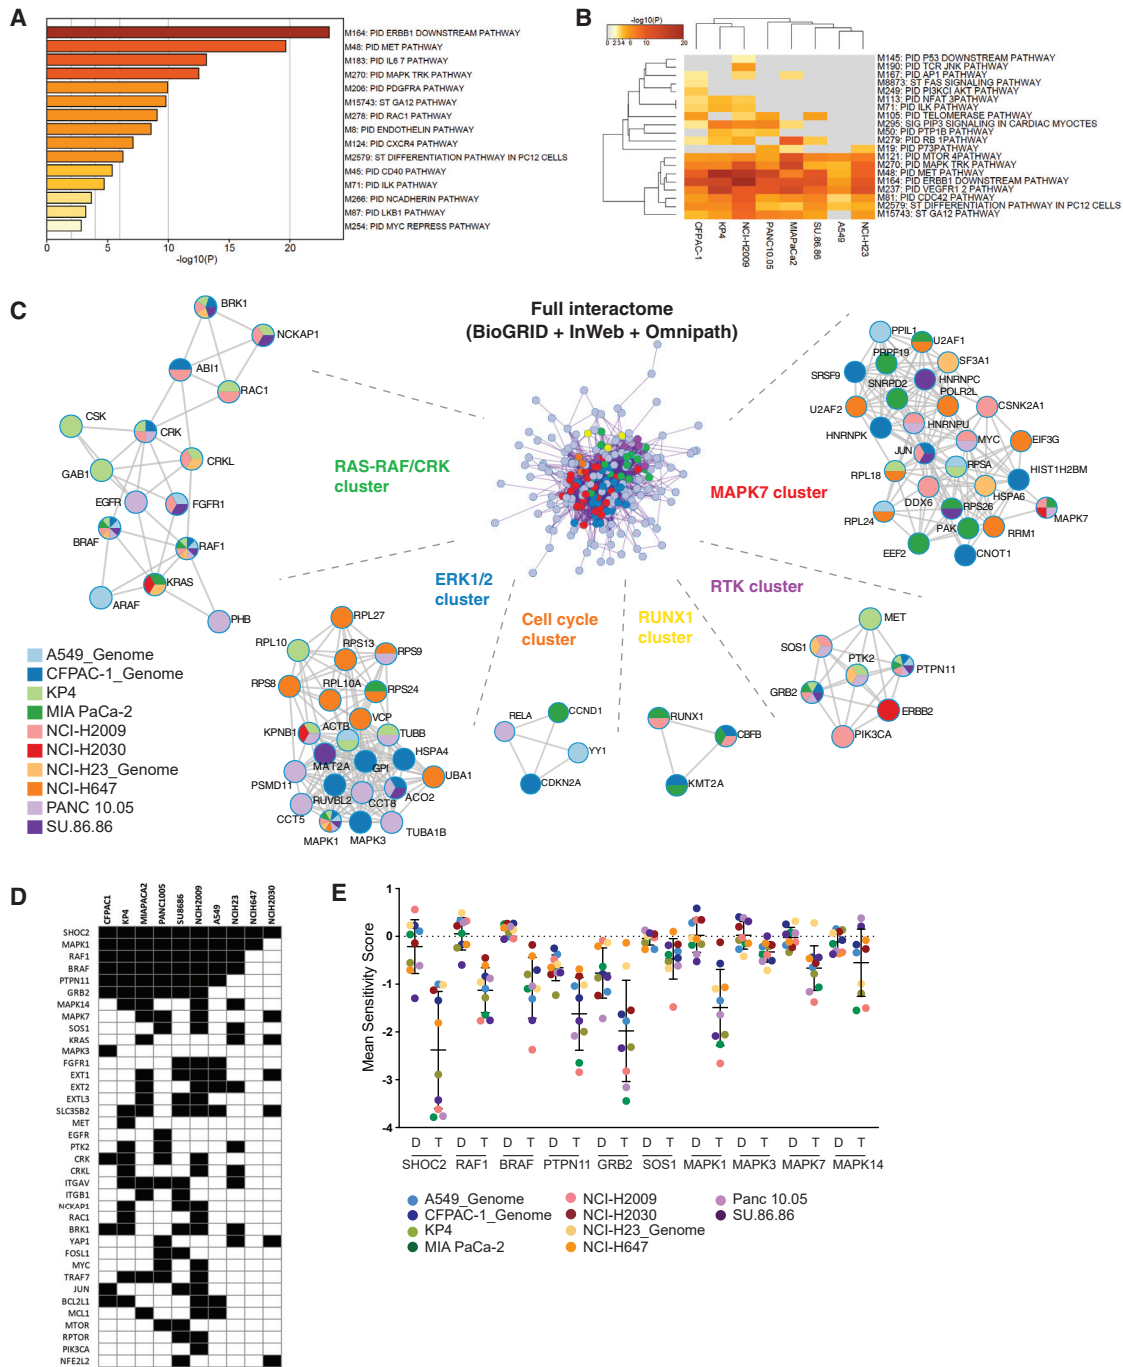 A
M164: PID ERBB1 DOWNSTREAM PATHWAY
M48: PID MET PATHWAY
M183: PID IL6 7 PATHWAY
M270: PID MAPK TRK PATHWAY
M206: PID PDGFRA PATHWAY
M15743: ST GA12 PATHWAY
M278: PID RAC1 PATHWAY
M8: PID ENDOTHELIN PATHWAY
M124: PID CXCR4 PATHWAY
M2579: ST DIFFERENTIATION PATHWAY IN PC12 CELLS
M45: PID CD40 PATHWAY
M71: PID ILK PATHWAY
M266: PID NCADHERIN PATHWAY
M87: PID LKB1 PATHWAY
M254: PID MYC REPRESS PATHWAY
0 5 10 15 20
-log10(P)
B
-log10(P)
0 2 3 4 6 10 20
M145: PID P53 DOWNSTREAM PATHWAY
M190: PID TCR JNK PATHWAY
M167: PID AP1 PATHWAY
M8873: ST FAS SIGNALING PATHWAY
M249: PID PI3KCI AKT PATHWAY
M113: PID NFAT 3PATHWAY
M71: PID ILK PATHWAY
M105: PID TELOMERASE PATHWAY
M295: SIG PIP3 SIGNALING IN CARDIAC MYOCTES
M50: PID PTP1B PATHWAY
M279: PID RB 1PATHWAY
M19: PID P73PATHWAY
M121: PID MTOR 4PATHWAY
M270: PID MAPK TRK PATHWAY
M48: PID MET PATHWAY
M164: PID ERBB1 DOWNSTREAM PATHWAY
M237: PID VEGFR1 2 PATHWAY
M81: PID CDC42 PATHWAY
M2579: ST DIFFERENTIATION PATHWAY IN PC12 CELLS
M15743: ST GA12 PATHWAY
CFPAC-1
KP4
NCI-H2009
PANC10.05
MIAPaCa2
SU.86.86
A549
NCI-H23
C
Full interactome
(BioGRID + InWeb + Omnipath)
BRK1
NCKAP1
ABI1
RAC1
CSK
CRK
CRKL
GAB1
EGFR
FGFR1
BRAF
RAF1
KRAS
ARAF
PHB
RAS-RAF/CRK
cluster
PPIL1
U2AF1
PRPF19
SF3A1
SRSF9
HNRNPC
SNRPD2
POLR2L
U2AF2
CSNK2A1
HNRNPU
HNRNPK
MYC
EIF3G
JUN
RPSA
RPL18
HIST1H2BM
HSPA6
DDX6
RPS26
RPL24
MAPK7
PAK
RRM1
EEF2
CNOT1
MAPK7 cluster
ERK1/2
cluster
Cell cycle
cluster
RUNX1
cluster
RTK cluster
RPL27
RPL10
RPS13
RPS9
RPS8
RPL10A
RPS24
VCP
KPNB1
ACTB
TUBB
HSPA4
MAT2A
GPI
UBA1
PSMD11
RUVBL2
CCT8
ACO2
CCT5
TUBA1B
MAPK1
MAPK3
RELA
CCND1
YY1
CDKN2A
RUNX1
CBFB
KMT2A
MET
SOS1
PTK2
PTPN11
GRB2
ERBB2
PIK3CA
A549_Genome
CFPAC-1_Genome
KP4
MIA PaCa-2
NCI-H2009
NCI-H2030
NCI-H23_Genome
NCI-H647
PANC 10.05
SU.86.86
D
CFPAC1
KP4
MIAPACA2
PANC1005
SU8686
NCIH2009
A549
NCIH23
NCIH647
NCIH2030
SHOC2
MAPK1
RAF1
BRAF
PTPN11
GRB2
MAPK14
MAPK7
SOS1
KRAS
MAPK3
FGFR1
EXT1
EXT2
EXTL3
SLC35B2
MET
EGFR
PTK2
CRK
CRKL
ITGAV
ITGB1
NCKAP1
RAC1
BRK1
YAP1
FOSL1
MYC
TRAF7
JUN
BCL2L1
MCL1
MTOR
RPTOR
PIK3CA
NFE2L2
E
Mean Sensitivity Score
1
0
-1
-2
-3
-4
D T D T D T D T D T D T D T D T D T D T
SHOC2 RAF1 BRAF PTPN11 GRB2 SOS1 MAPK1 MAPK3 MAPK7 MAPK14
A549_Genome
CFPAC-1_Genome
KP4
MIA PaCa-2
NCI-H2009
NCI-H2030
NCI-H23_Genome
NCI-H647
Panc 10.05
SU.86.86